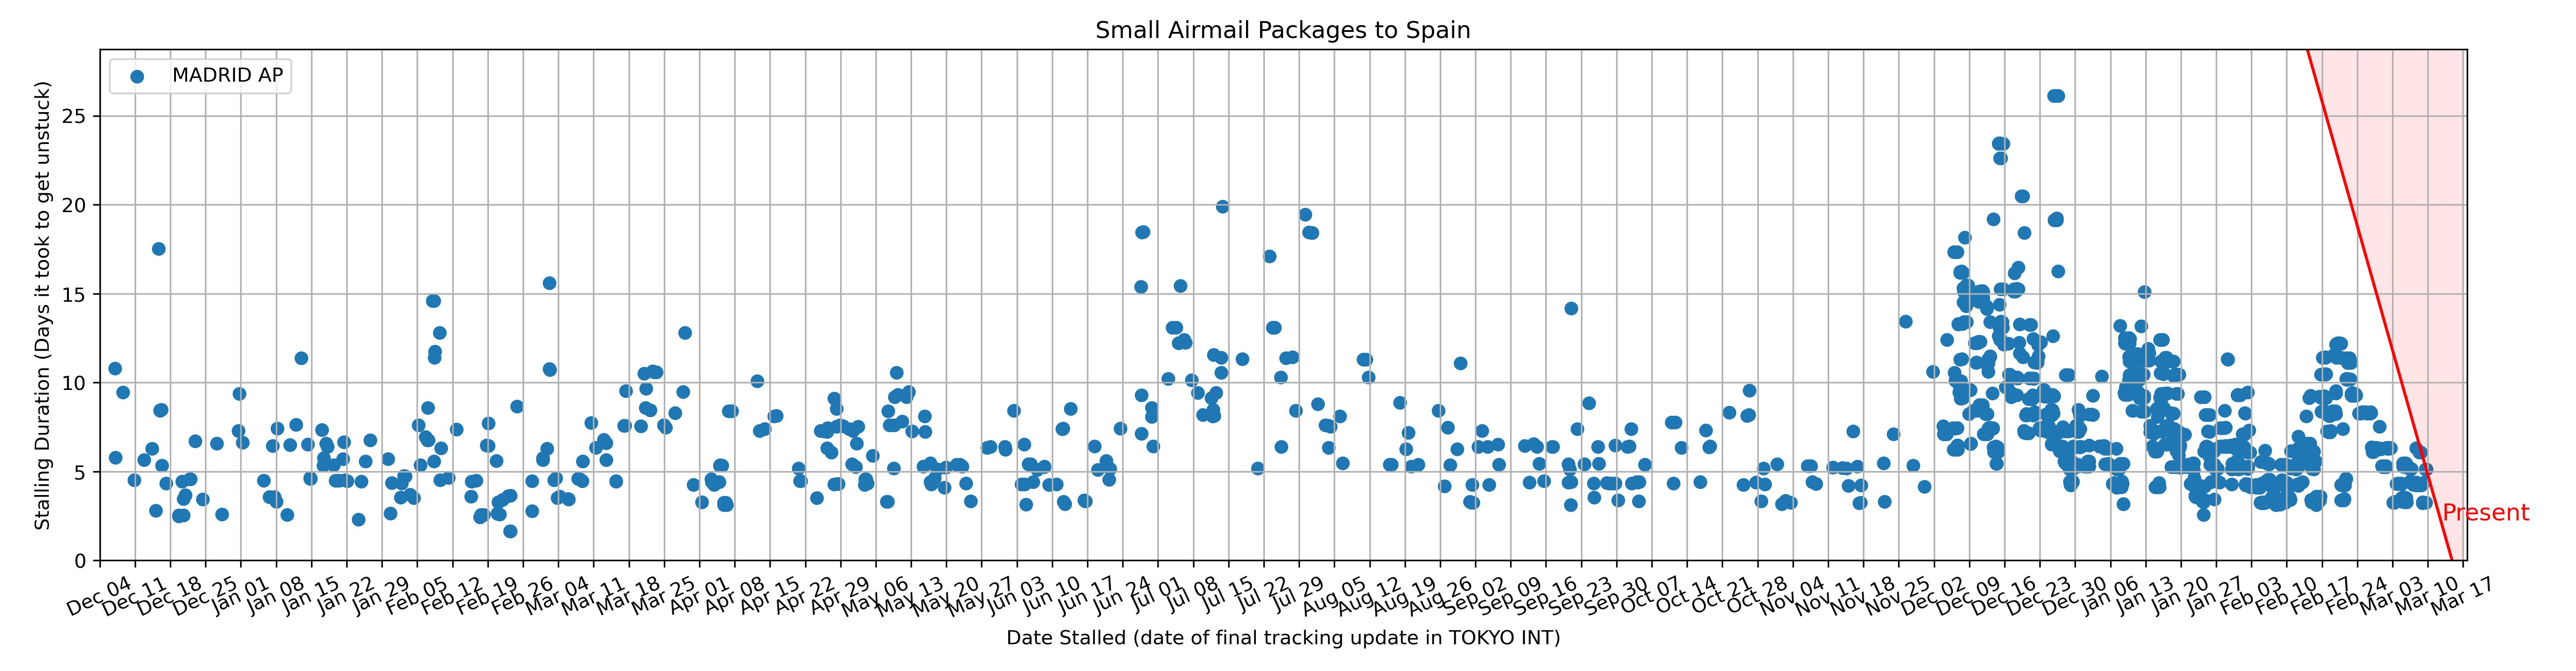 Small Airmail Packages to Spain
MADRID AP
Stalling Duration (Days it took to get unstuck)
25
20
15
10
5
0
Present
Dec 04 Dec 11 Dec 18 Dec 25 Jan 01 Jan 08 Jan 15 Jan 22 Jan 29 Feb 05 Feb 12 Feb 19 Feb 26 Mar 04 Mar 11 Mar 18 Mar 25 Apr 01 Apr 08 Apr 15 Apr 22 Apr 29 May 06 May 13 May 20 May 27 Jun 03 Jun 10 Jun 17 Jun 24 Jul 01 Jul 08 Jul 15 Jul 22 Jul 29 Aug 05 Aug 12 Aug 19 Aug 26 Sep 02 Sep 09 Sep 16 Sep 23 Sep 30 Oct 07 Oct 14 Oct 21 Oct 28 Nov 04 Nov 11 Nov 18 Nov 25 Dec 02 Dec 09 Dec 16 Dec 23 Dec 30 Jan 06 Jan 13 Jan 20 Jan 27 Feb 03 Feb 10 Feb 17 Feb 24 Mar 03 Mar 10 Mar 17
Date Stalled (date of final tracking update in TOKYO INT)